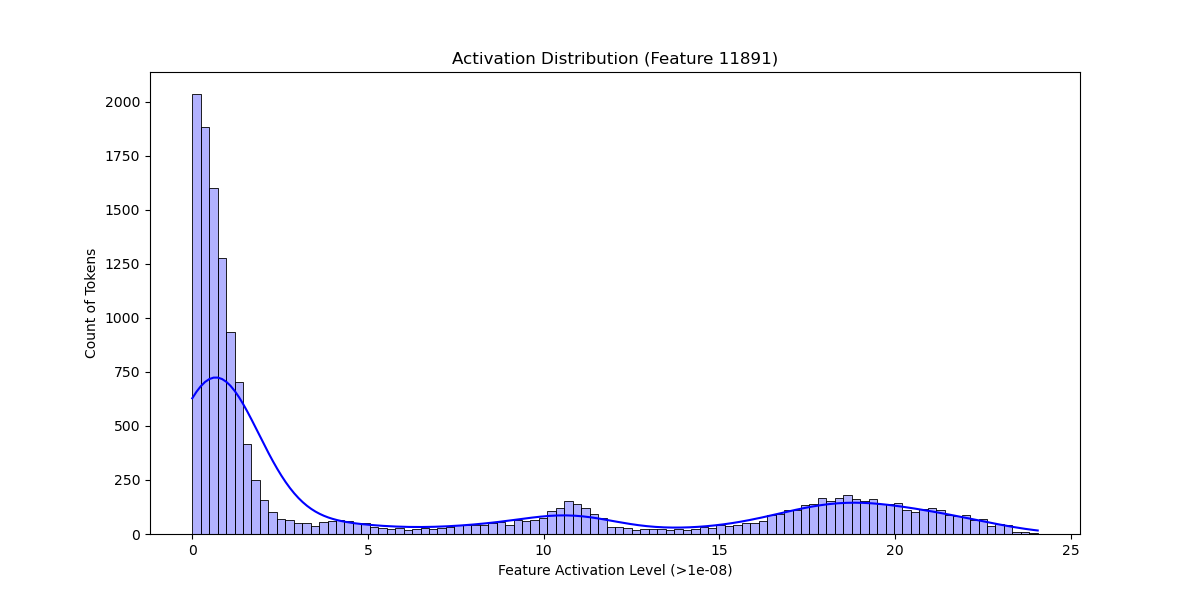 Activation Distribution (Feature 11891)
Count of Tokens
2000
1750
1500
1250
1000
750
500
250
0
0 5 10 15 20 25
Feature Activation Level (>1e-08)